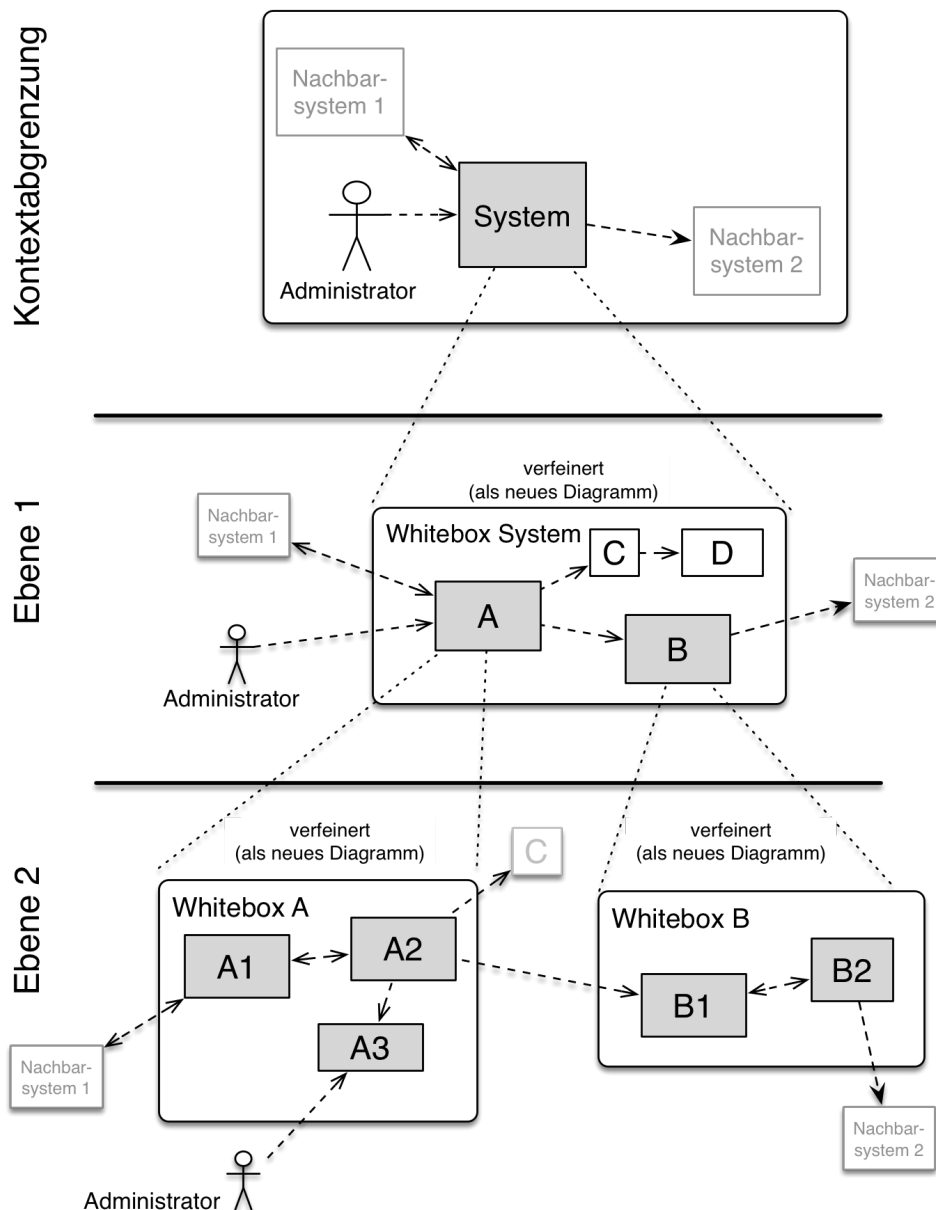 Kontextabgrenzung
Nachbar-
system 1
System
Administrator
Nachbar-
system 2
Ebene 1
verfeinert
(als neues Diagramm)
Nachbar-
system 1
Whitebox System
C
D
A
B
Nachbar-
system 2
Administrator
Ebene 2
verfeinert
(als neues Diagramm)
C
verfeinert
(als neues Diagramm)
Whitebox A
A1
A2
A3
Nachbar-
system 1
Administrator
Whitebox B
B1
B2
Nachbar-
system 2